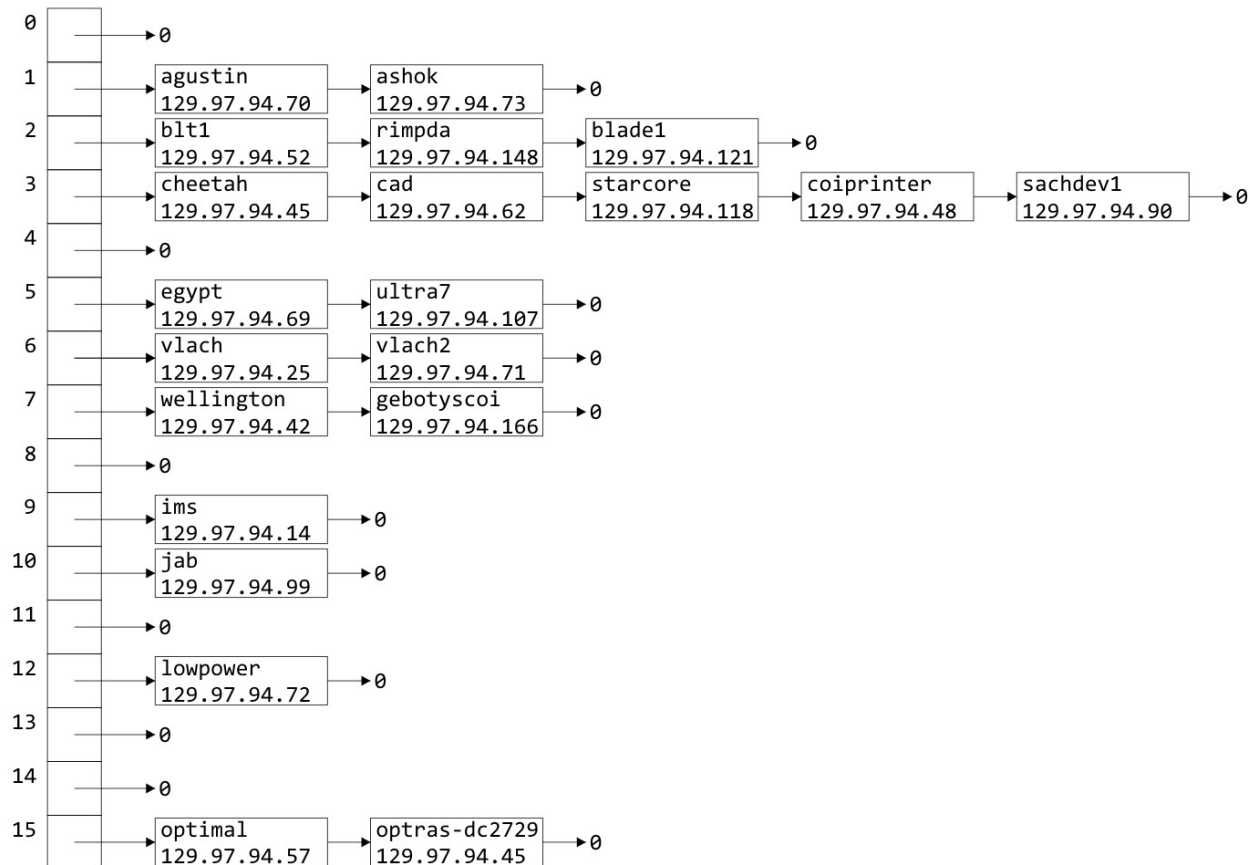 0
0
1
agustin
129.97.94.70
ashok
129.97.94.73
0
2
blt1
129.97.94.52
rimpda
129.97.94.148
blade1
129.97.94.121
0
3
cheetah
129.97.94.45
cad
129.97.94.62
starcore
129.97.94.118
coiprinter
129.97.94.48
sachdev1
129.97.94.90
0
4
0
5
egypt
129.97.94.69
ultra7
129.97.94.107
0
6
vlach
129.97.94.25
vlach2
129.97.94.71
0
7
wellington
129.97.94.42
gebotyscoi
129.97.94.166
0
8
0
9
ims
129.97.94.14
0
10
jab
129.97.94.99
0
11
0
12
lowpower
129.97.94.72
0
13
0
14
0
15
optimal
129.97.94.57
optras-dc2729
129.97.94.45
0